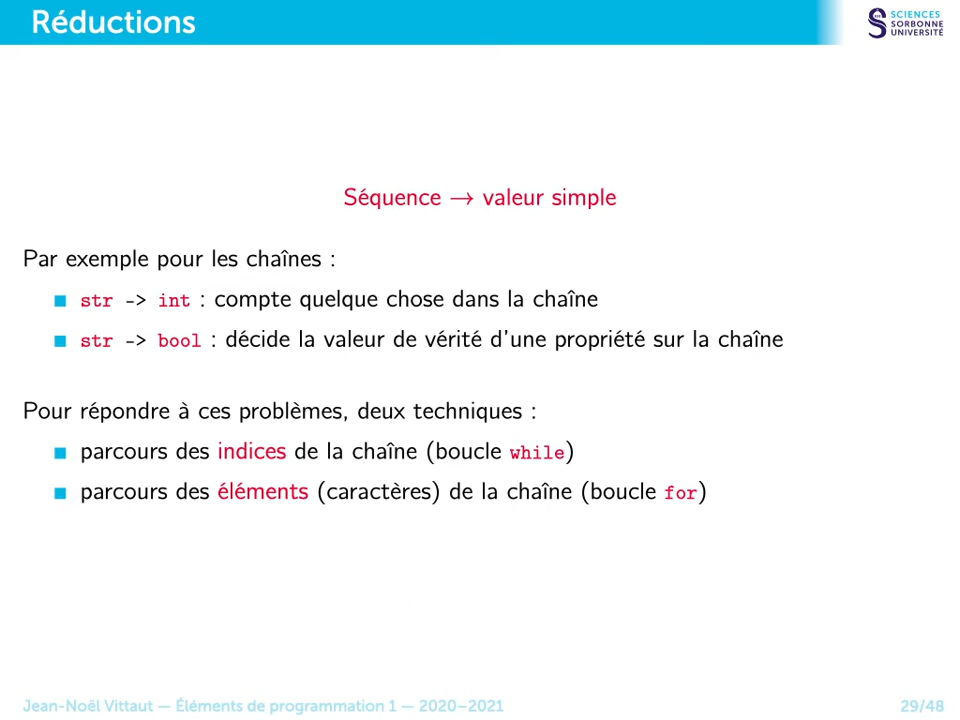 Réductions
SCIENCES
SORBONNE
UNIVERSITÉ
Séquence → valeur simple
Par exemple pour les chaînes :
str -> int : compte quelque chose dans la chaîne
str -> bool : décide la valeur de vérité d'une propriété sur la chaîne
Pour répondre à ces problèmes, deux techniques :
parcours des indices de la chaîne (boucle while)
parcours des éléments (caractères) de la chaîne (boucle for)
Jean-Noël Vittaut — Éléments de programmation 1 — 2020–2021
29/48